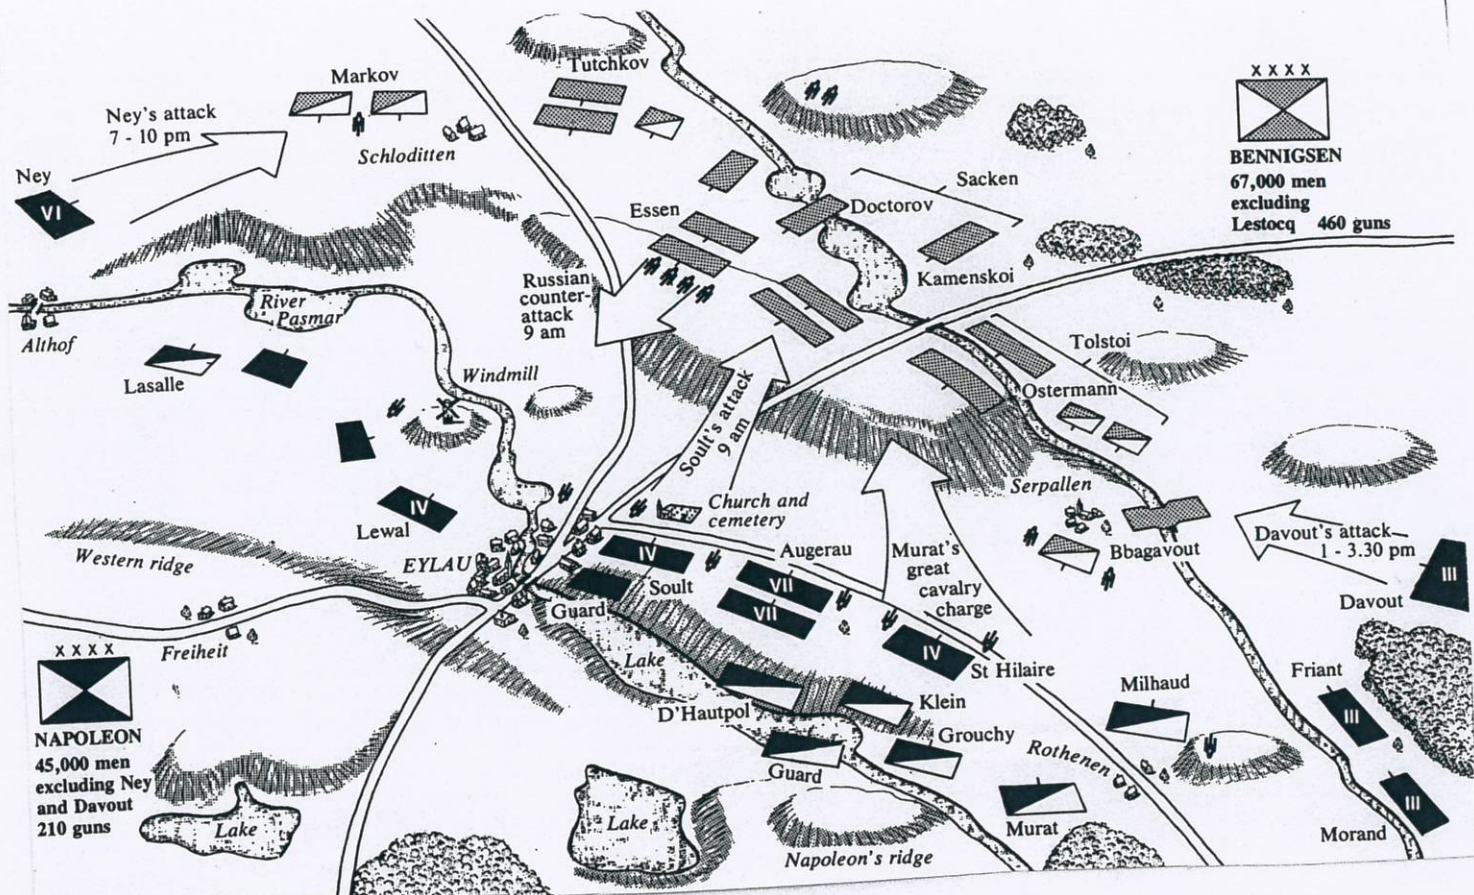 Markov
Tutchkov
X X X X
Ney's attack
7 - 10 pm
Schloditten
BENNIGSEN
67,000 men
excluding
Lestocq 460 guns
Ney
VI
Essen
Doctorov
Sacken
Kamenskoi
Russian
counter-
attack
9 am
River
Pasmar
Althof
Lasalle
Windmill
Tolstoi
Ostermann
Soult's attack
9 am
Serpallen
IV
Lewal
Church and
cemetery
Western ridge
EYLAU
IV
Augerau
Murat's
great
cavalry
charge
Bbagavout
Davout's attack
1 - 3.30 pm
III
Davout
Soult
Guard
VII
VII
IV
St Hilaire
Freiheit
X X X X
NAPOLEON
45,000 men
excluding Ney
and Davout
210 guns
Lake
D'Hautpol
Klein
Grouchy
Guard
Milhaud
Friant
III
Rothenen
Murat
III
Morand
Lake
Lake
Napoleon's ridge